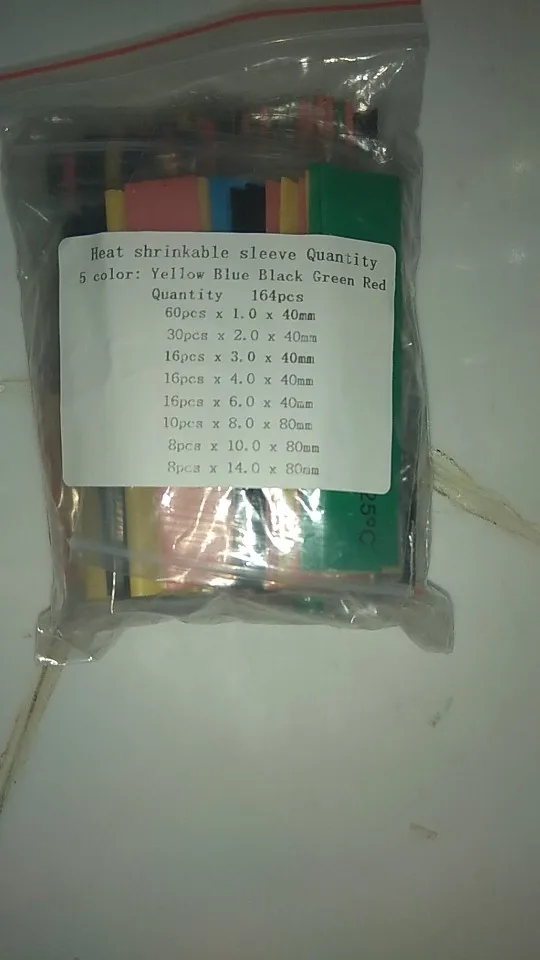 Heat shrinkable sleeve Quantity
5 color: Yellow Blue Black Green Red
Quantity 164pcs
60pcs x 1.0 x 40mm
30pcs x 2.0 x 40mm
16pcs x 3.0 x 40mm
16pcs x 4.0 x 40mm
16pcs x 6.0 x 40mm
10pcs x 8.0 x 80mm
8pcs x 10.0 x 80mm
8pcs x 14.0 x 80mm
25°C